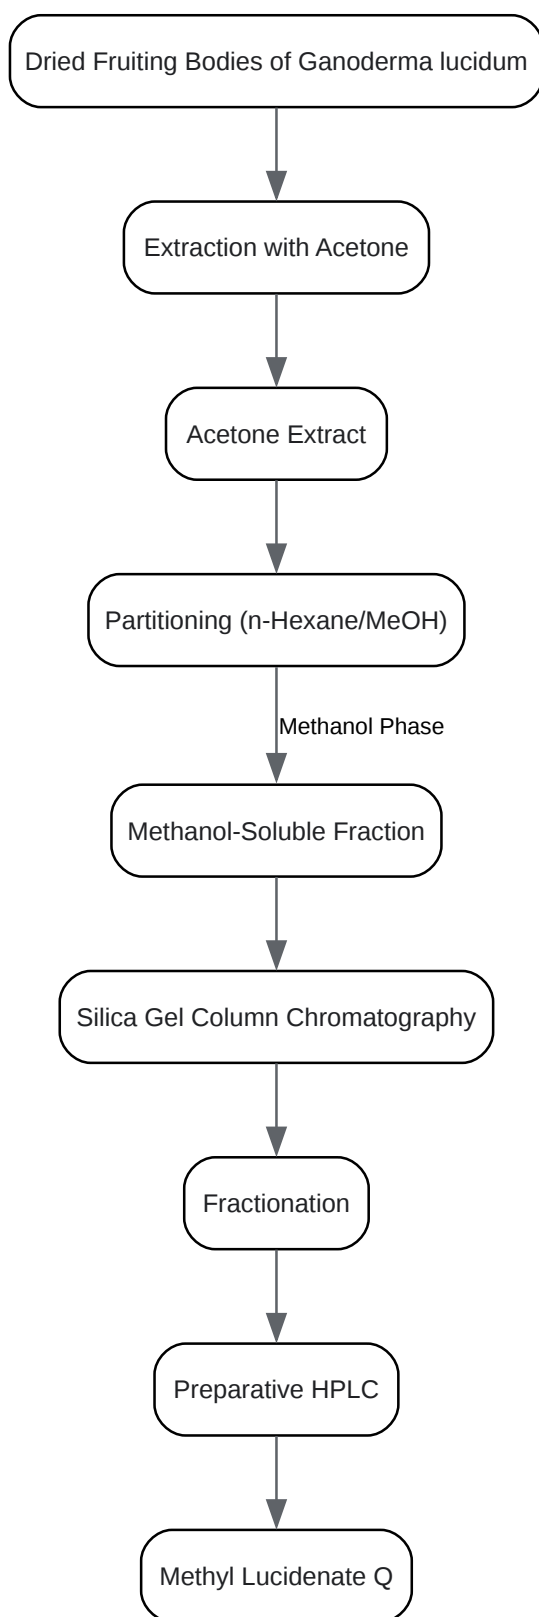 Dried Fruiting Bodies of Ganoderma lucidum
Extraction with Acetone
Acetone Extract
Partitioning (n-Hexane/MeOH)
Methanol Phase
Methanol-Soluble Fraction
Silica Gel Column Chromatography
Fractionation
Preparative HPLC
Methyl Lucidenate Q